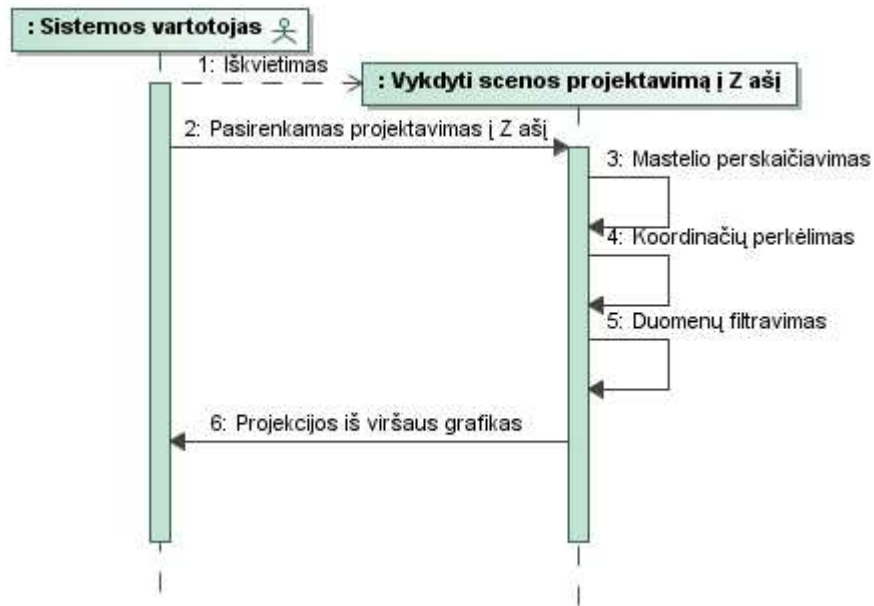 : Sistemos vartotojas
1: Iškvietimas
: Vykdyti scenos projektavimą į Z ašį
2: Pasirenkamas projektavimas į Z ašį
3: Mastelio perskaičiavimas
4: Koordinačių perkėlimas
5: Duomenų filtravimas
6: Projekcijos iš viršaus grafikas